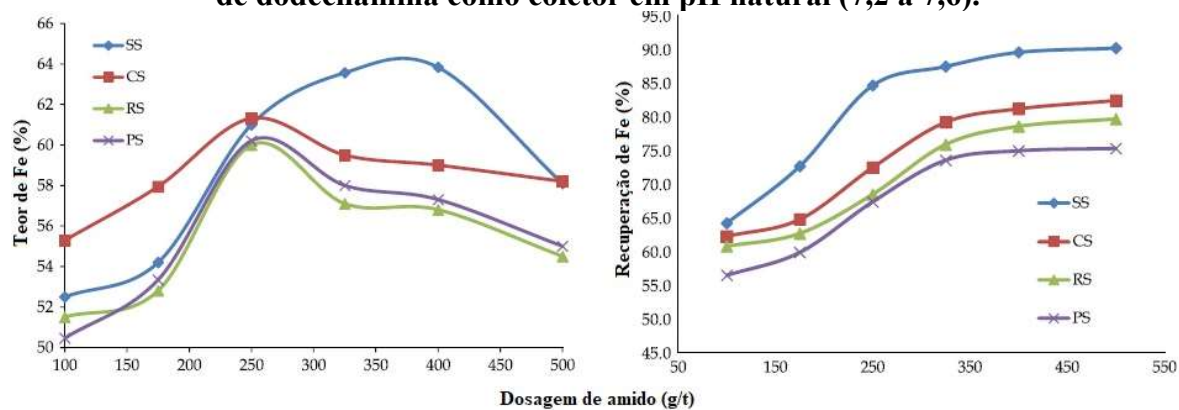 de dodecilamina como coletor em pH natural (7,2 a 7,6).
66
64
62
60
58
56
54
52
50
Teor de Fe (%)
SS
CS
RS
PS
100 150 200 250 300 350 400 450 500
95.0
90.0
85.0
80.0
75.0
70.0
65.0
60.0
55.0
50.0
45.0
Recuperação de Fe (%)
SS
CS
RS
PS
50 150 250 350 450 550
Dosagem de amido (g/t)